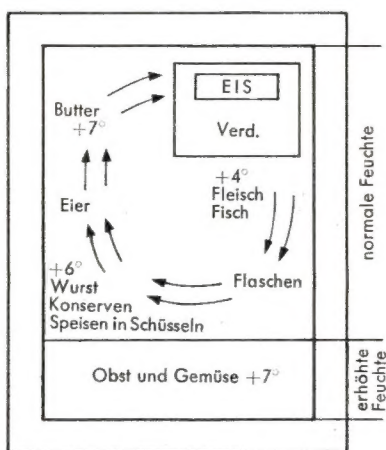 EIS
Verd.
Butter
+7°
+4°
Fleisch
Fisch
Eier
Flaschen
+6°
Wurst
Konserven
Speisen in Schüsseln
Obst und Gemüse +7°
normale Feuchte
erhöhte
Feuchte